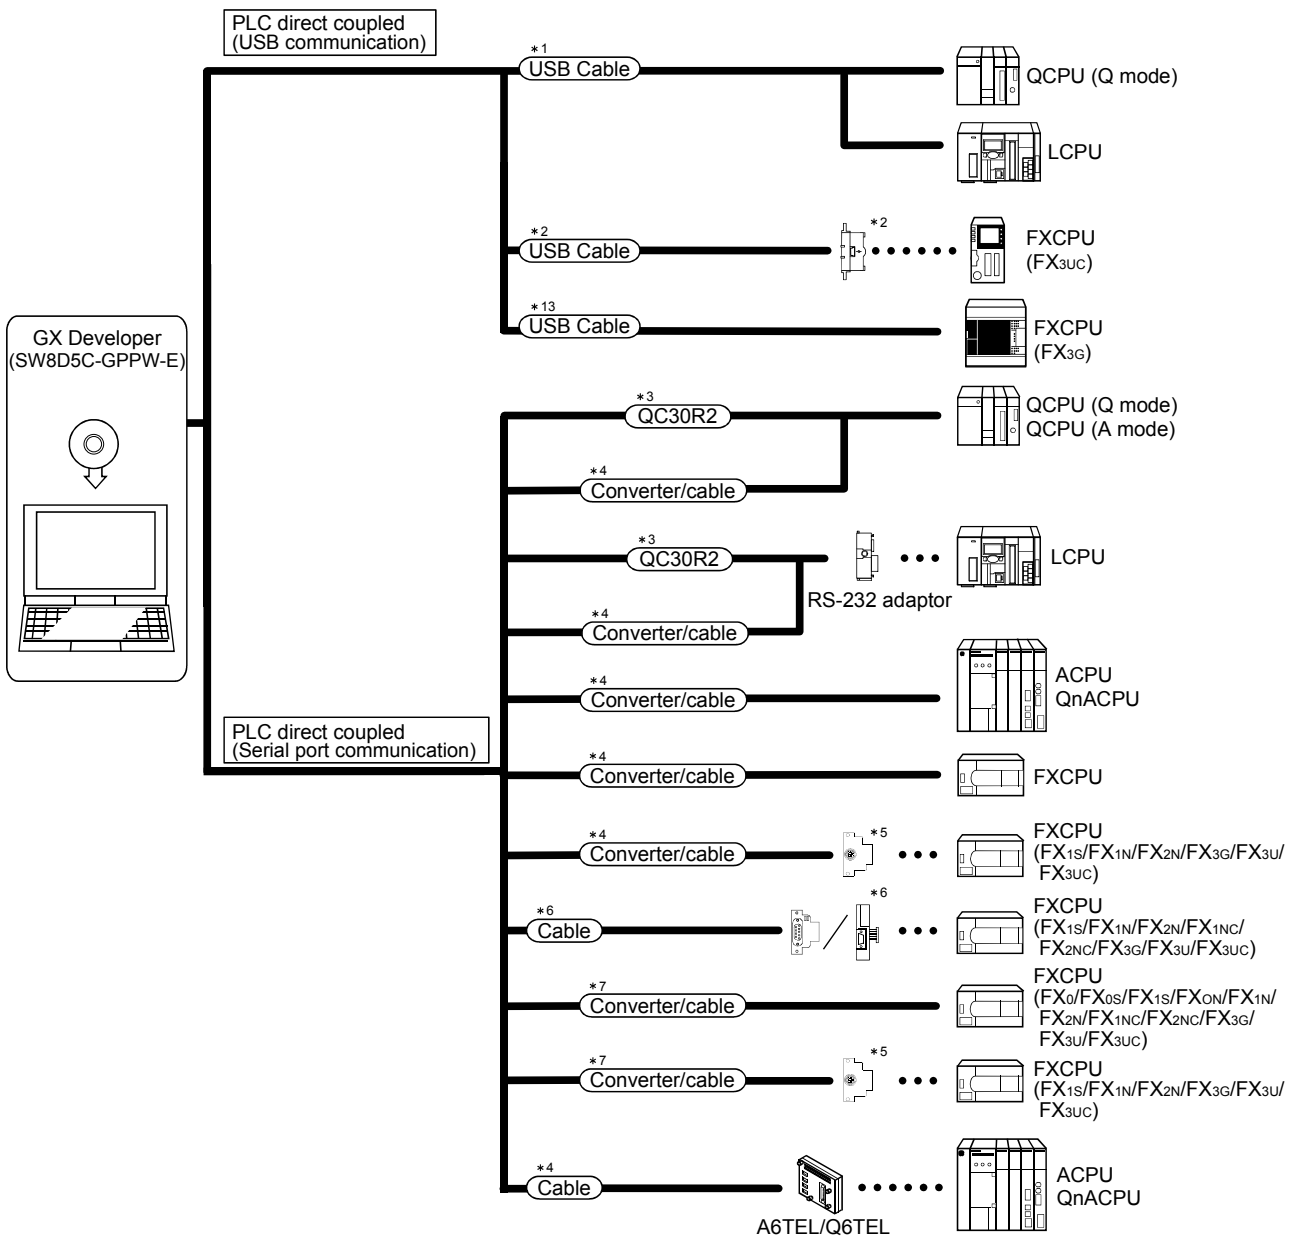 PLC direct coupled
(USB communication)
*1
USB Cable
QCPU (Q mode)
LCPU
*2
USB Cable
*2
FXCPU
(FX3UC)
*13
USB Cable
FXCPU
(FX3G)
GX Developer
(SW8D5C-GPPW-E)
*3
QC30R2
QCPU (Q mode)
QCPU (A mode)
*4
Converter/cable
*3
QC30R2
LCPU
RS-232 adaptor
*4
Converter/cable
*4
Converter/cable
ACPU
QnACPU
PLC direct coupled
(Serial port communication)
*4
Converter/cable
FXCPU
*4
Converter/cable
*5
FXCPU
(FX1S/FX1N/FX2N/FX3G/FX3U/
FX3UC)
*6
Cable
*6
FXCPU
(FX1S/FX1N/FX2N/FX1NC/
FX2NC/FX3G/FX3U/FX3UC)
*7
Converter/cable
FXCPU
(FX0/FX0S/FX1S/FXON/FX1N/
FX2N/FX1NC/FX2NC/FX3G/
FX3U/FX3UC)
*7
Converter/cable
*5
FXCPU
(FX1S/FX1N/FX2N/FX3G/FX3U/
FX3UC)
*4
Cable
A6TEL/Q6TEL
ACPU
QnACPU